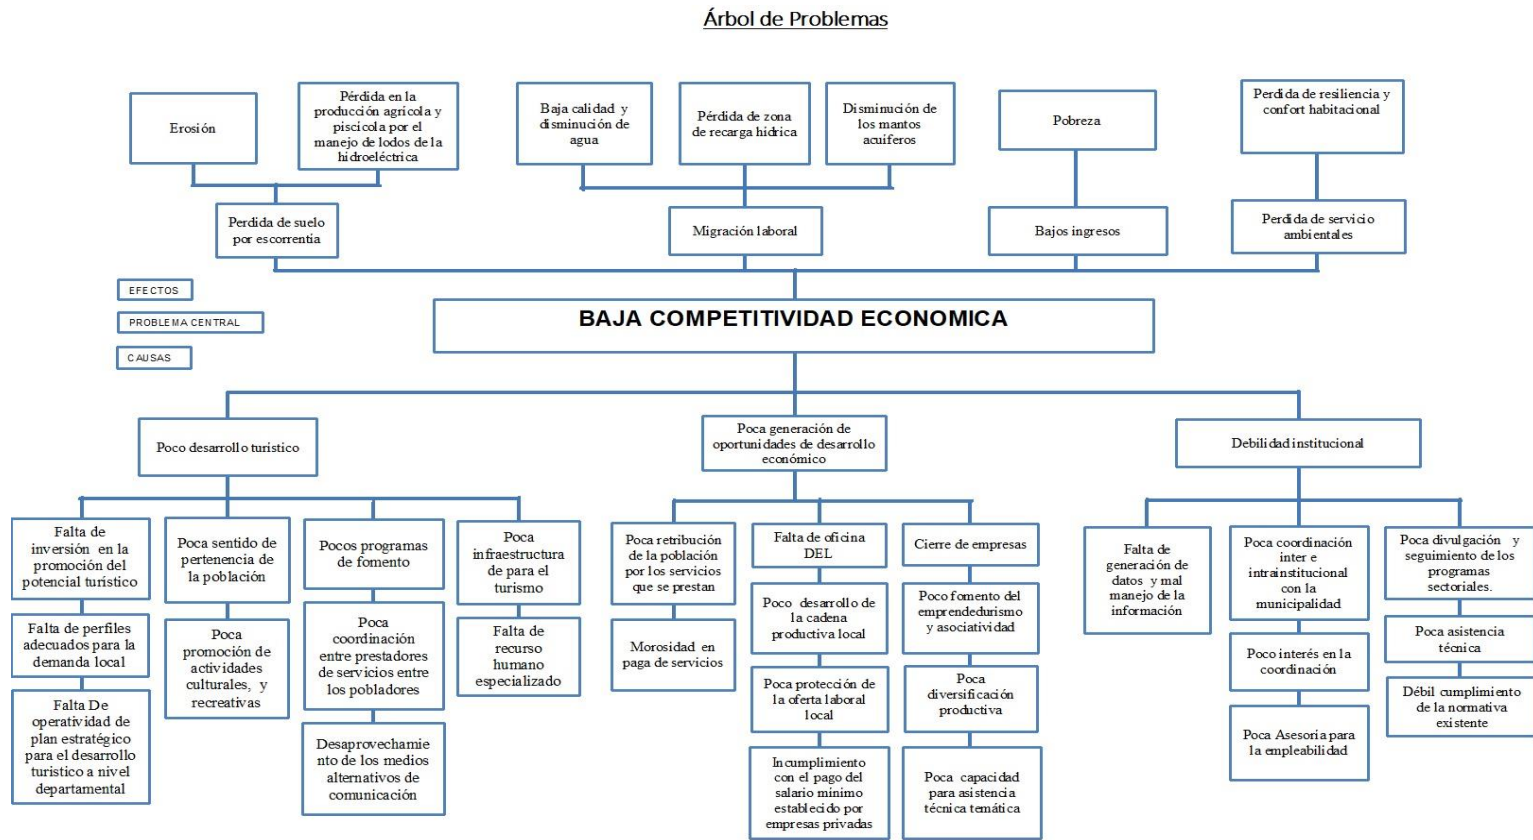 Árbol de Problemas
Erosión
Pérdida en la
producción agrícola y
piscícola por el
manejo de lodos de la
hidroeléctrica
Baja calidad y
disminución de
agua
Pérdida de zona
de recarga hídrica
Disminución de
los mantos
acuíferos
Pobreza
Perdida de resiliencia y
confort habitacional
Perdida de suelo
por escorrentía
Migración laboral
Bajos ingresos
Perdida de servicio
ambientales
EFECTOS
PROBLEMA CENTRAL
CAUSAS
BAJA COMPETITIVIDAD ECONOMICA
Poco desarrollo turistico
Poca generación de
oportunidades de desarrollo
económico
Debilidad institucional
Falta de
inversión en la
promoción del
potencial turístico
Poca sentido de
pertenencia de
la población
Pocos programas
de fomento
Poca
infraestructura
de para el
turismo
Poca retribución
de la población
por los servicios
que se prestan
Falta de oficina
DEL
Cierre de empresas
Falta de
generación de
datos y mal
manejo de la
información
Poca coordinación
inter e
intrainstitucional
con la
municipalidad
Poca divulgación y
seguimiento de los
programas
sectoriales.
Falta de perfiles
adecuados para la
demanda local
Poca
promoción de
actividades
culturales, y
recreativas
Poca
coordinación
entre prestadores
de servicios entre
los pobladores
Falta de
recurso
humano
especializado
Morosidad en
paga de servicios
Poco desarrollo de
la cadena
productiva local
Poco fomento del
emprendedurismo
y asociatividad
Poco interés en la
coordinación
Poca asistencia
técnica
Falta De
operatividad de
plan estratégico
para el desarrollo
turistico a nivel
departamental
Desaprovechamie
nto de los medios
alternativos de
comunicación
Poca protección de
la oferta laboral
local
Poca
diversificación
productiva
Poca Asesoria para
la empleabilidad
Débil cumplimiento
de la normativa
existente
Incumplimiento
con el pago del
salario mínimo
establecido por
empresas privadas
Poca capacidad
para asistencia
técnica temática